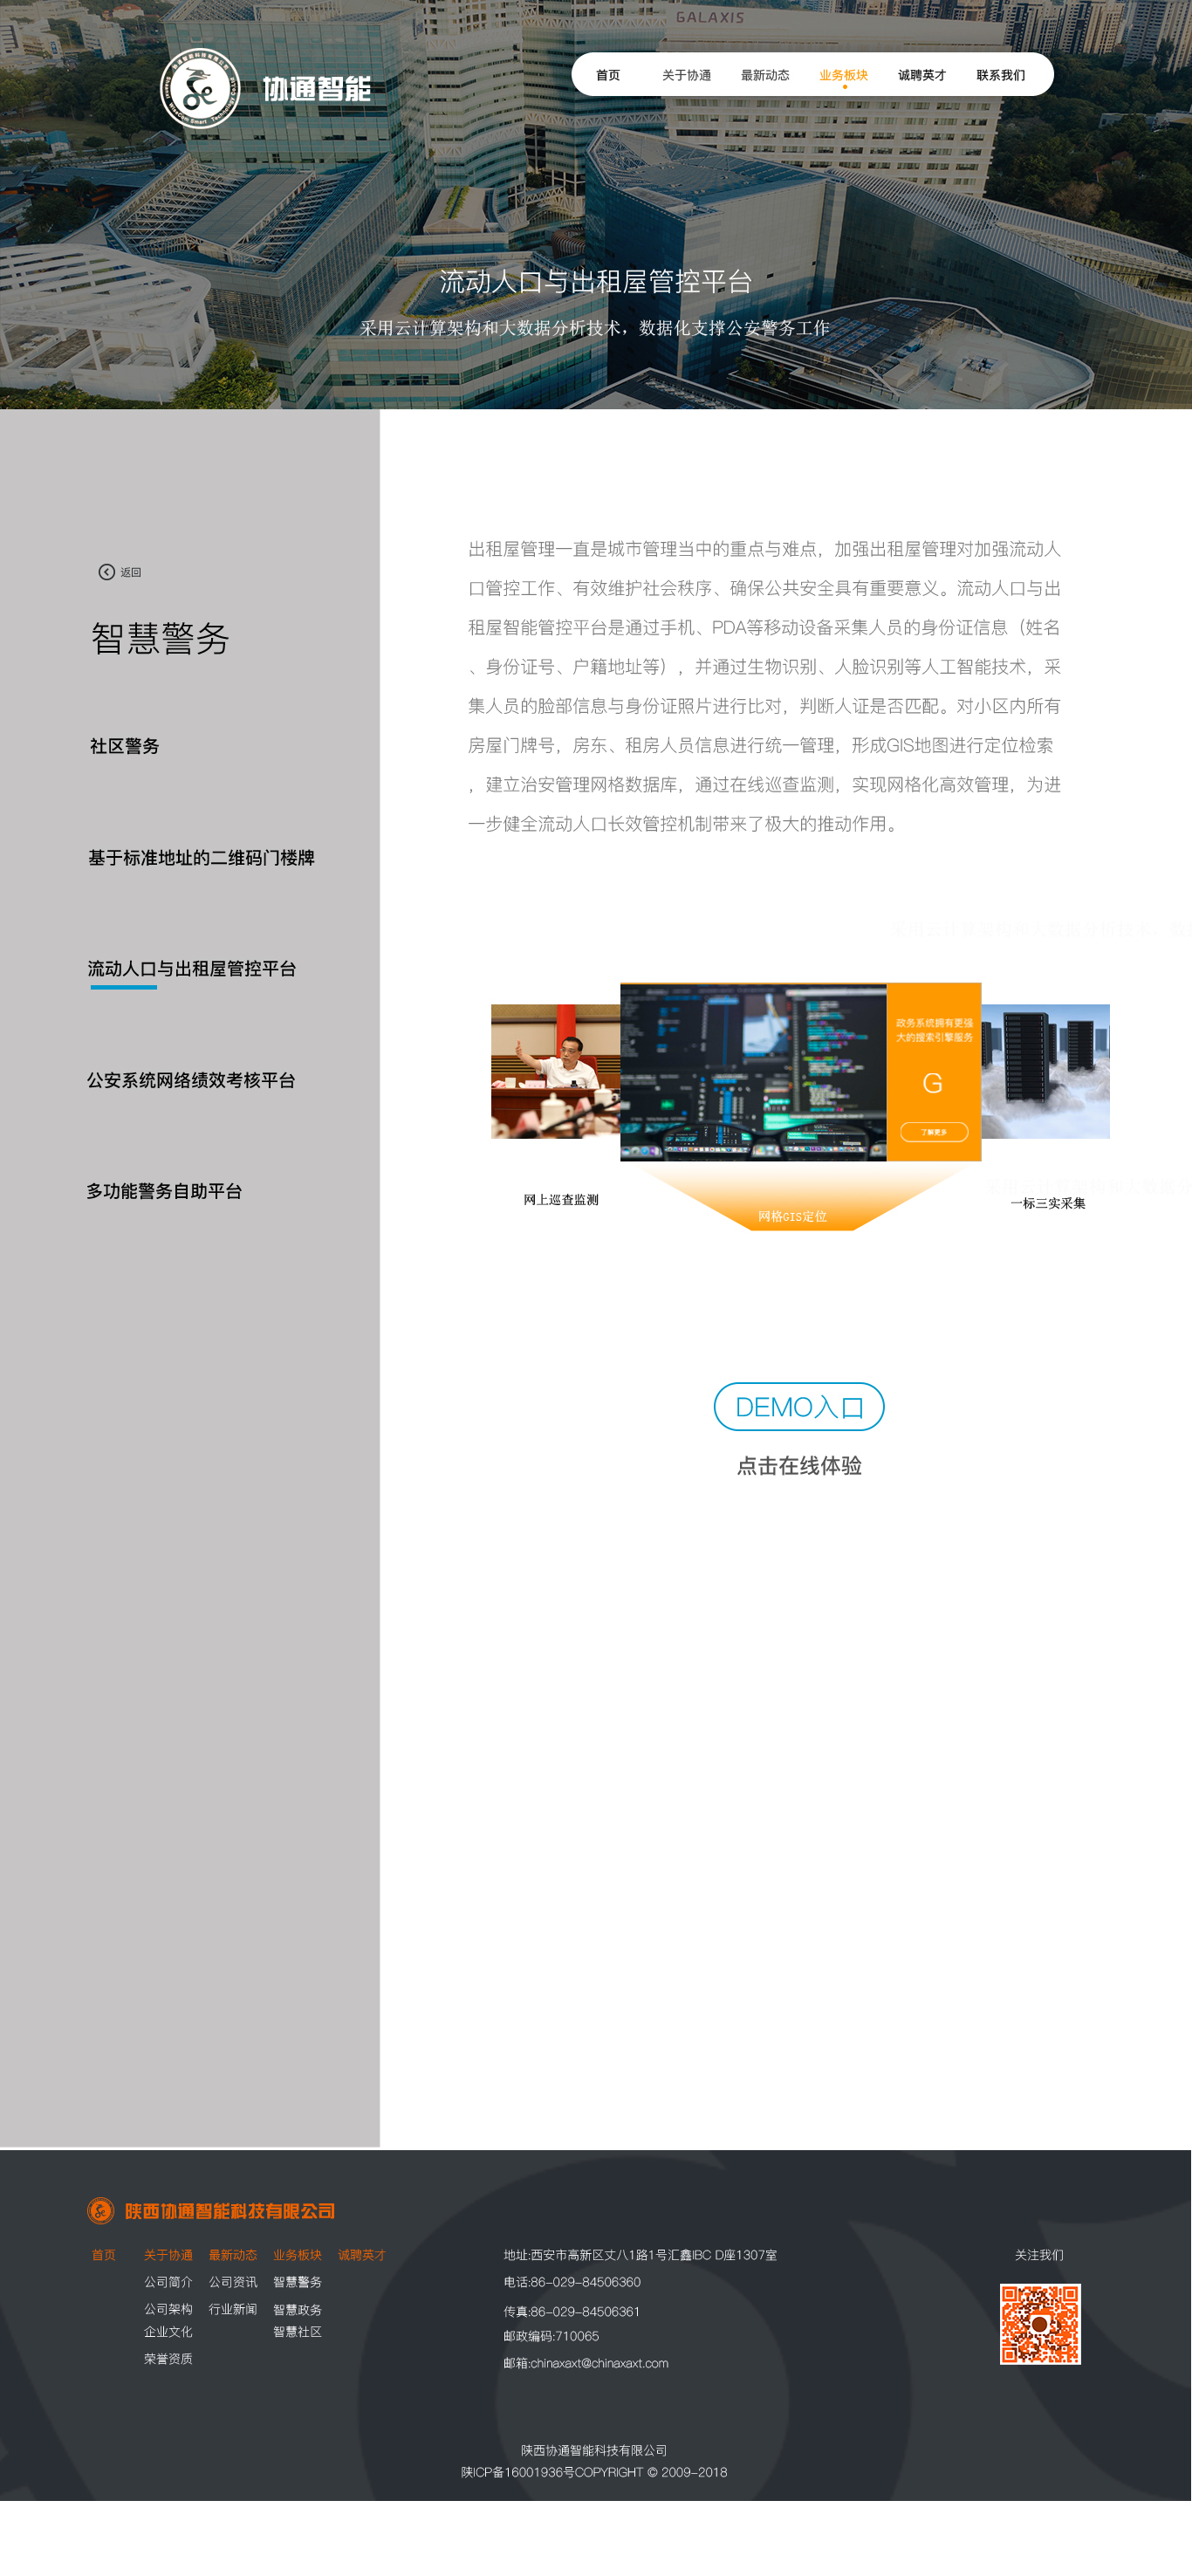 GALAXIS
协通智能
首页 关于协通 最新动态 业务板块 诚聘英才 联系我们
流动人口与出租屋管控平台
采用云计算架构和大数据分析技术，数据化支撑公安警务工作
返回
智慧警务
社区警务
基于标准地址的二维码门楼牌
流动人口与出租屋管控平台
公安系统网络绩效考核平台
多功能警务自助平台
出租屋管理一直是城市管理当中的重点与难点，加强出租屋管理对加强流动人
口管控工作、有效维护社会秩序、确保公共安全具有重要意义。流动人口与出
租屋智能管控平台是通过手机、PDA等移动设备采集人员的身份证信息（姓名
、身份证号、户籍地址等），并通过生物识别、人脸识别等人工智能技术，采
集人员的脸部信息与身份证照片进行比对，判断人证是否匹配。对小区内所有
房屋门牌号，房东、租房人员信息进行统一管理，形成GIS地图进行定位检索
，建立治安管理网格数据库，通过在线巡查监测，实现网格化高效管理，为进
一步健全流动人口长效管控机制带来了极大的推动作用。
政务系统拥有更强
大的搜索引擎服务
G
了解更多
网上巡查监测
网格GIS定位
一标三实采集
DEMO入口
点击在线体验
陕西协通智能科技有限公司
首页 关于协通 最新动态 业务板块 诚聘英才
公司简介 公司资讯 智慧警务
公司架构 行业新闻 智慧政务
企业文化 智慧社区
荣誉资质
地址:西安市高新区丈八1路1号汇鑫IBC D座1307室
电话:86-029-84506360
传真:86-029-84506361
邮政编码:710065
邮箱:chinaxaxt@chinaxaxt.com
关注我们
陕西协通智能科技有限公司
陕ICP备16001936号COPYRIGHT © 2009-2018